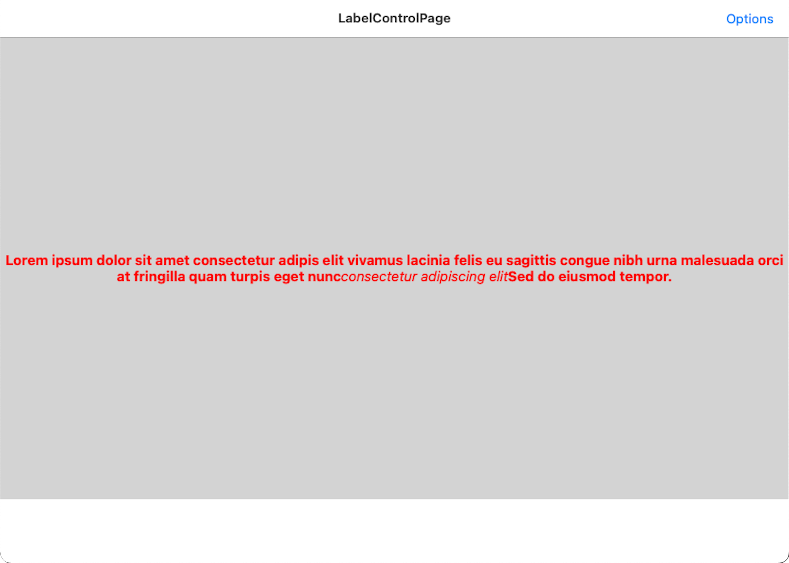 LabelControlPage
Options
Lorem ipsum dolor sit amet consectetur adipis elit vivamus lacinia felis eu sagittis congue nibh urna malesuada orci
at fringilla quam turpis eget nuncconsectetur adipiscing elitSed do eiusmod tempor.